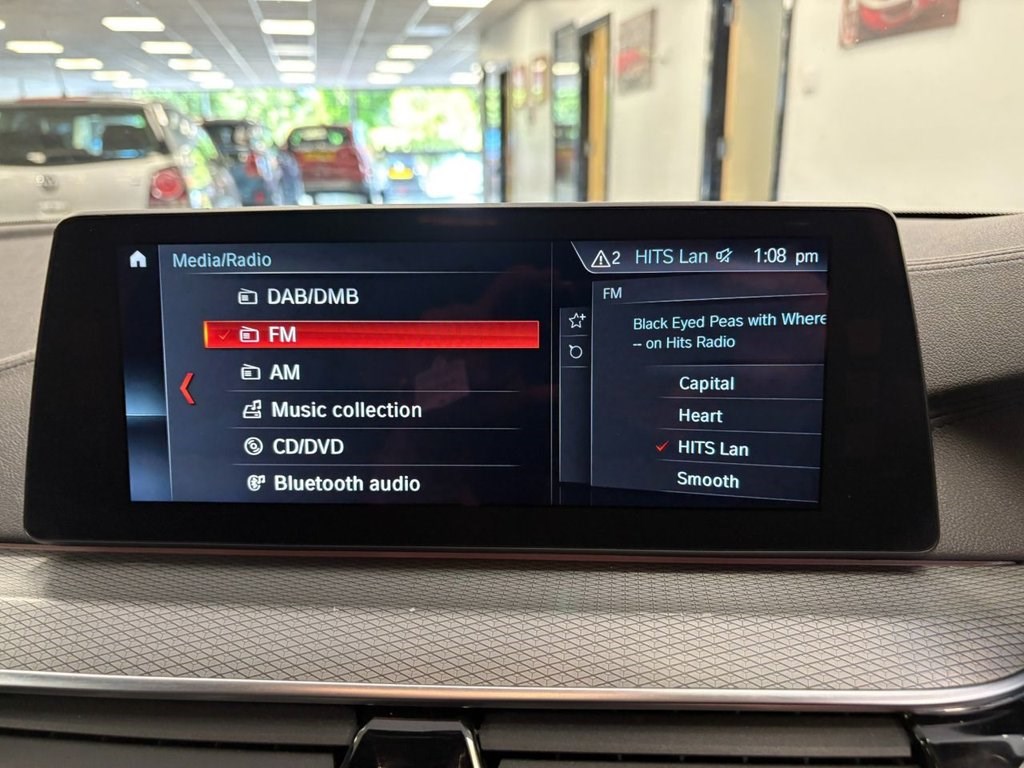 Media/Radio
DAB/DMB
FM
AM
Music collection
CD/DVD
Bluetooth audio
2 HITS Lan 1:08 pm
FM
Black Eyed Peas with Where
-- on Hits Radio
Capital
Heart
HITS Lan
Smooth